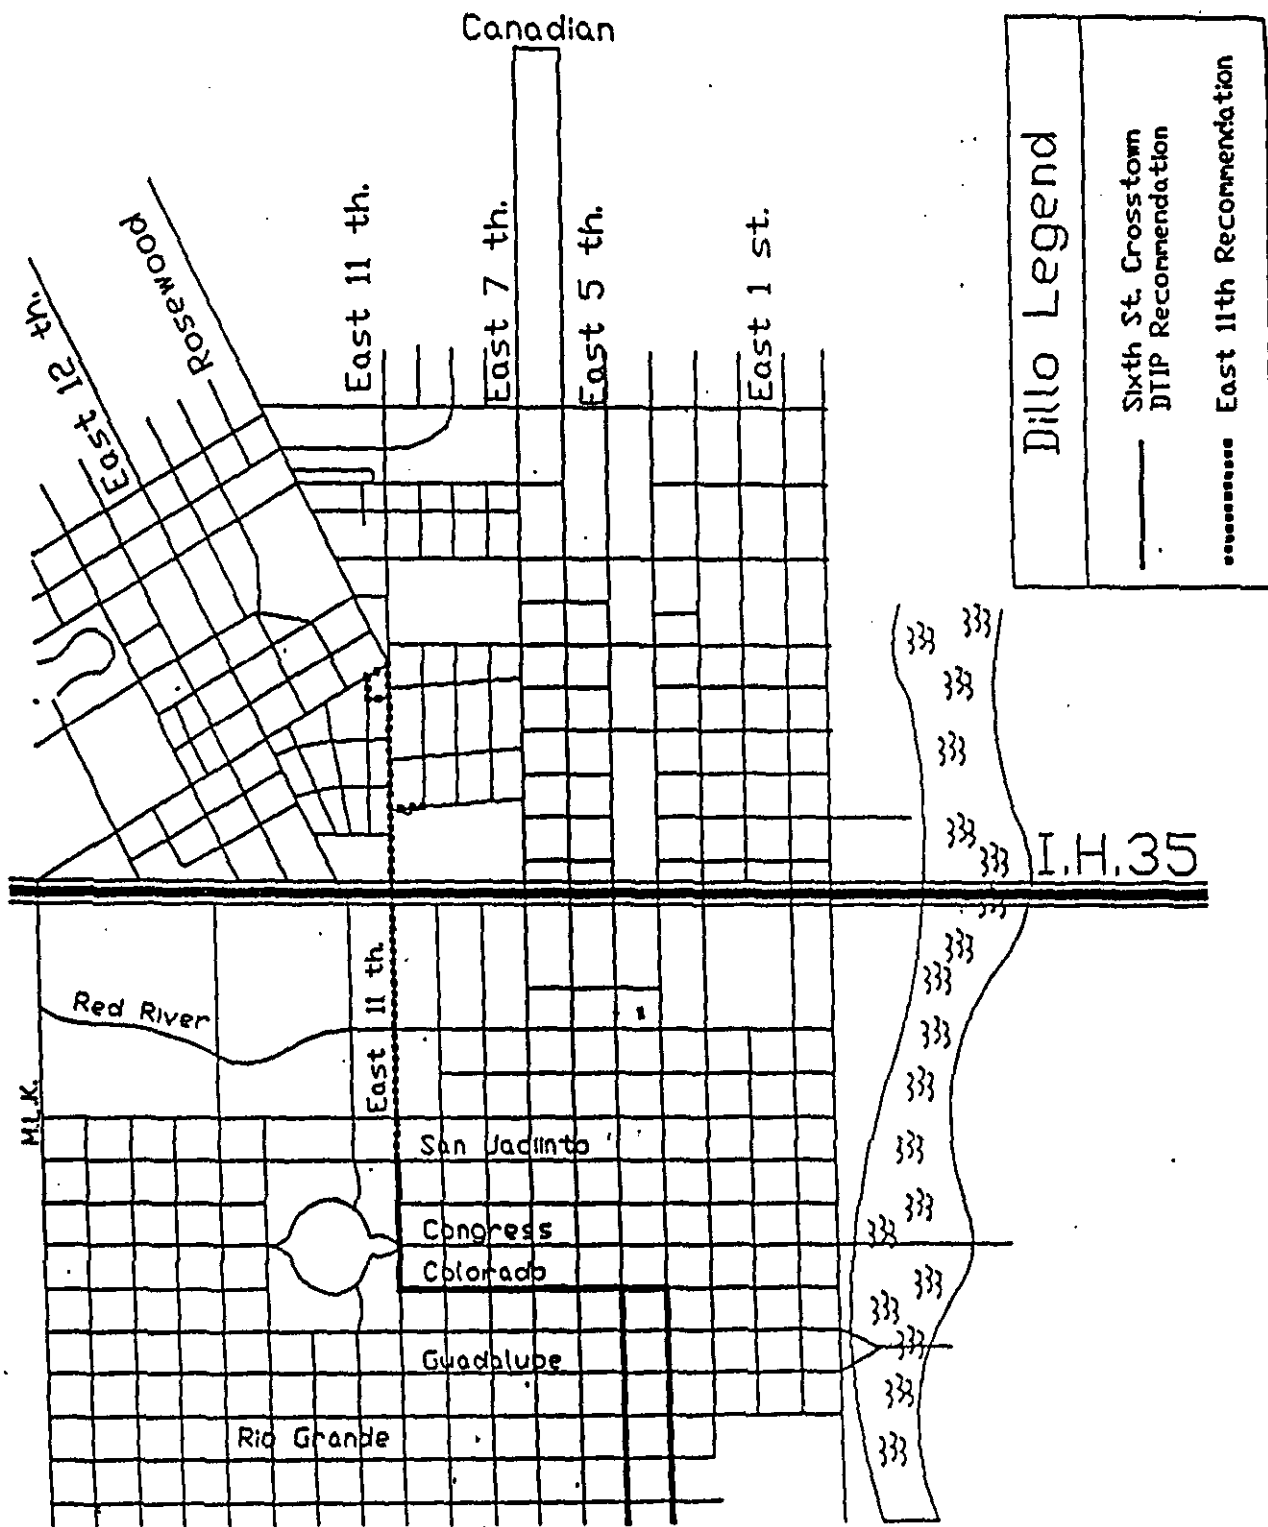 Canadian
Dillo Legend
Sixth St. Crosstown
DTIP Recommendation
East 11th Recommendation
East 12 th.
Rosewood
East 11 th.
East 7 th.
East 5 th.
East 1 st.
I.H.35
Red River
East 11 th.
M.L.K.
San Jaciinto
Congress
Colorado
Guadalupe
Rio Grande